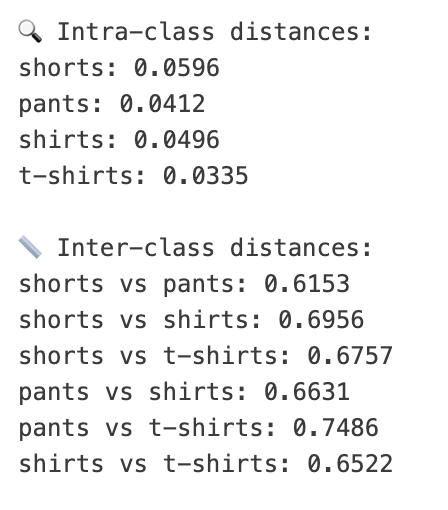 🔍 Intra-class distances:
shorts: 0.0596
pants: 0.0412
shirts: 0.0496
t-shirts: 0.0335
📏 Inter-class distances:
shorts vs pants: 0.6153
shorts vs shirts: 0.6956
shorts vs t-shirts: 0.6757
pants vs shirts: 0.6631
pants vs t-shirts: 0.7486
shirts vs t-shirts: 0.6522